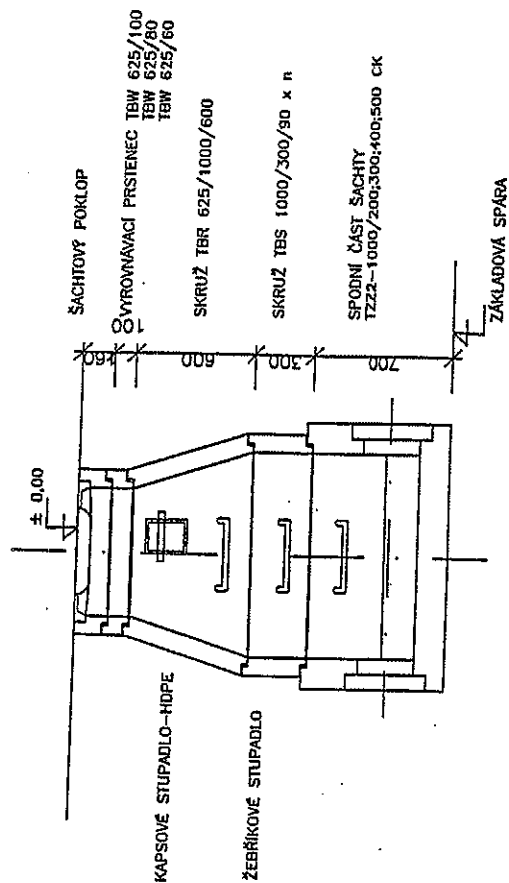 ŠACHTOVÝ POKLOP
VYROVNÁVACÍ PRSTENEC TBW 625/100
TBW 625/80
TBW 625/60
SKRUŽ TBR 625/1000/600
SKRUŽ TBS 1000/300/90 x n
SPODNÍ ČÁST ŠACHTY
TZZ2-1000/200;300;400;500 CK
ZÁKLADOVÁ SPÁRA
160
100
600
300
700
± 0,00
KAPSOVÉ STUPADLO-HDPE
ŽEBŘÍKOVÉ STUPADLO